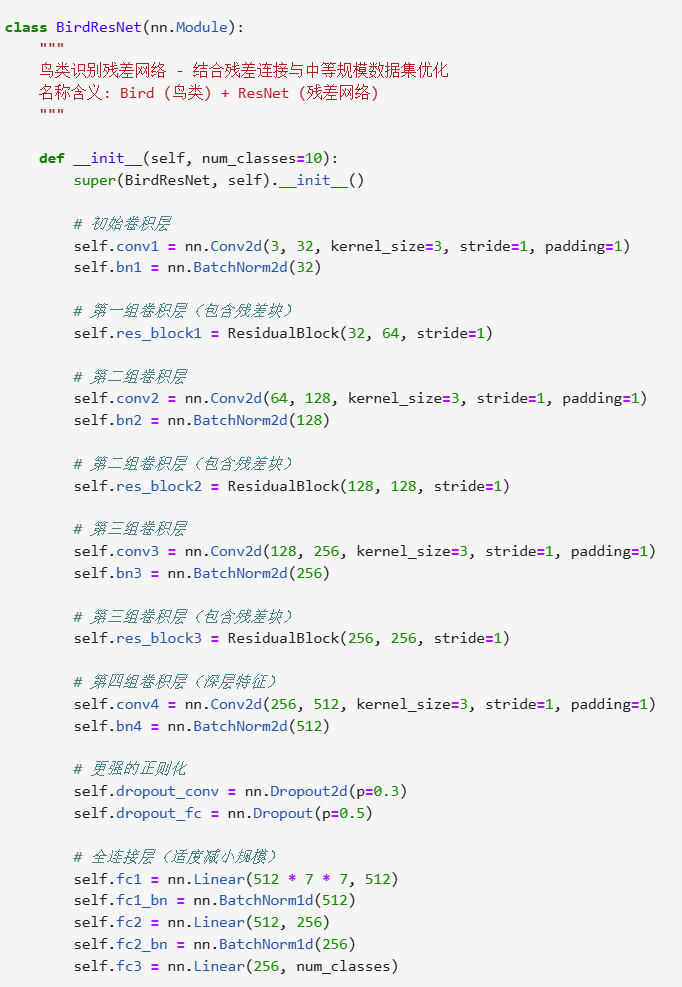 class BirdResNet(nn.Module):
    """
    鸟类识别残差网络 - 结合残差连接与中等规模数据集优化
    名称含义: Bird (鸟类) + ResNet (残差网络)
    """

    def __init__(self, num_classes=10):
        super(BirdResNet, self).__init__()

        # 初始卷积层
        self.conv1 = nn.Conv2d(3, 32, kernel_size=3, stride=1, padding=1)
        self.bn1 = nn.BatchNorm2d(32)

        # 第一组卷积层（包含残差块）
        self.res_block1 = ResidualBlock(32, 64, stride=1)

        # 第二组卷积层
        self.conv2 = nn.Conv2d(64, 128, kernel_size=3, stride=1, padding=1)
        self.bn2 = nn.BatchNorm2d(128)

        # 第二组卷积层（包含残差块）
        self.res_block2 = ResidualBlock(128, 128, stride=1)

        # 第三组卷积层
        self.conv3 = nn.Conv2d(128, 256, kernel_size=3, stride=1, padding=1)
        self.bn3 = nn.BatchNorm2d(256)

        # 第三组卷积层（包含残差块）
        self.res_block3 = ResidualBlock(256, 256, stride=1)

        # 第四组卷积层（深层特征）
        self.conv4 = nn.Conv2d(256, 512, kernel_size=3, stride=1, padding=1)
        self.bn4 = nn.BatchNorm2d(512)

        # 更强的正则化
        self.dropout_conv = nn.Dropout2d(p=0.3)
        self.dropout_fc = nn.Dropout(p=0.5)

        # 全连接层（适度减小规模）
        self.fc1 = nn.Linear(512 * 7 * 7, 512)
        self.fc1_bn = nn.BatchNorm1d(512)
        self.fc2 = nn.Linear(512, 256)
        self.fc2_bn = nn.BatchNorm1d(256)
        self.fc3 = nn.Linear(256, num_classes)